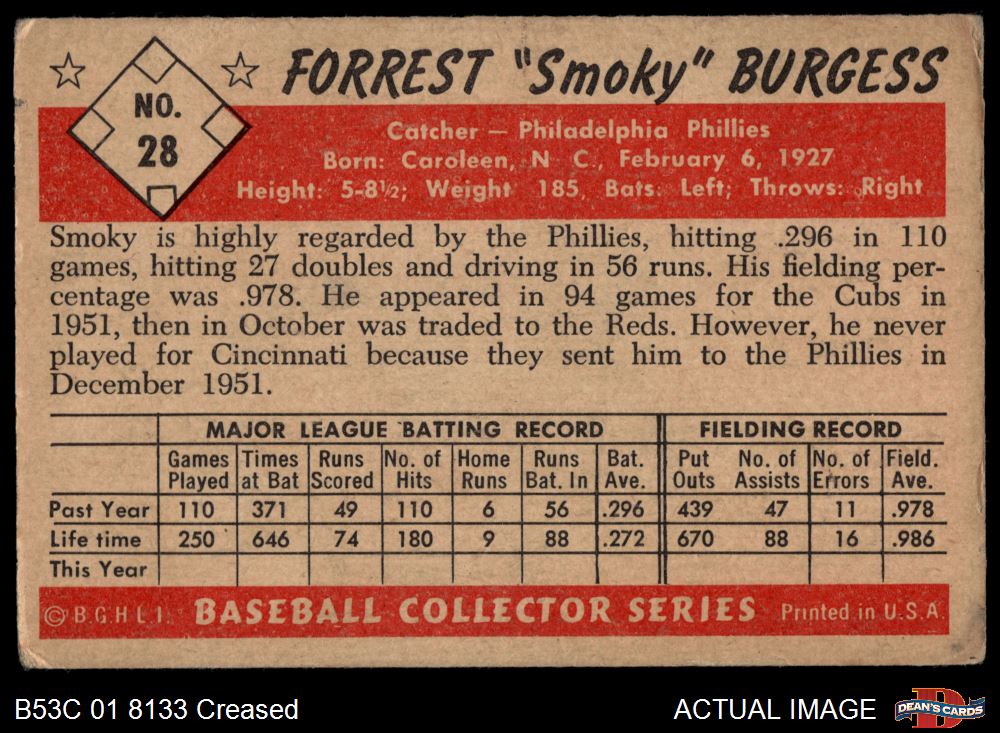 FORREST "Smoky" BURGESS
NO.
28
Catcher — Philadelphia Phillies
Born: Caroleen, N C., February 6, 1927
Height: 5-8½; Weight 185, Bats. Left; Throws: Right
Smoky is highly regarded by the Phillies, hitting .296 in 110
games, hitting 27 doubles and driving in 56 runs. His fielding per-
centage was .978. He appeared in 94 games for the Cubs in
1951, then in October was traded to the Reds. However, he never
played for Cincinnati because they sent him to the Phillies in
December 1951.
MAJOR LEAGUE BATTING RECORD FIELDING RECORD
Games Times Runs No. of Home Runs Bat. Put No. of No. of Field.
Played at Bat Scored Hits Runs Bat. In Ave. Outs Assists Errors Ave.
Past Year 110 371 49 110 6 56 .296 439 47 11 .978
Life time 250 646 74 180 9 88 .272 670 88 16 .986
This Year
© B.G.H.L.I. BASEBALL COLLECTOR SERIES Printed in U.S.A.
B53C 01 8133 Creased ACTUAL IMAGE DEAN'S CARDS